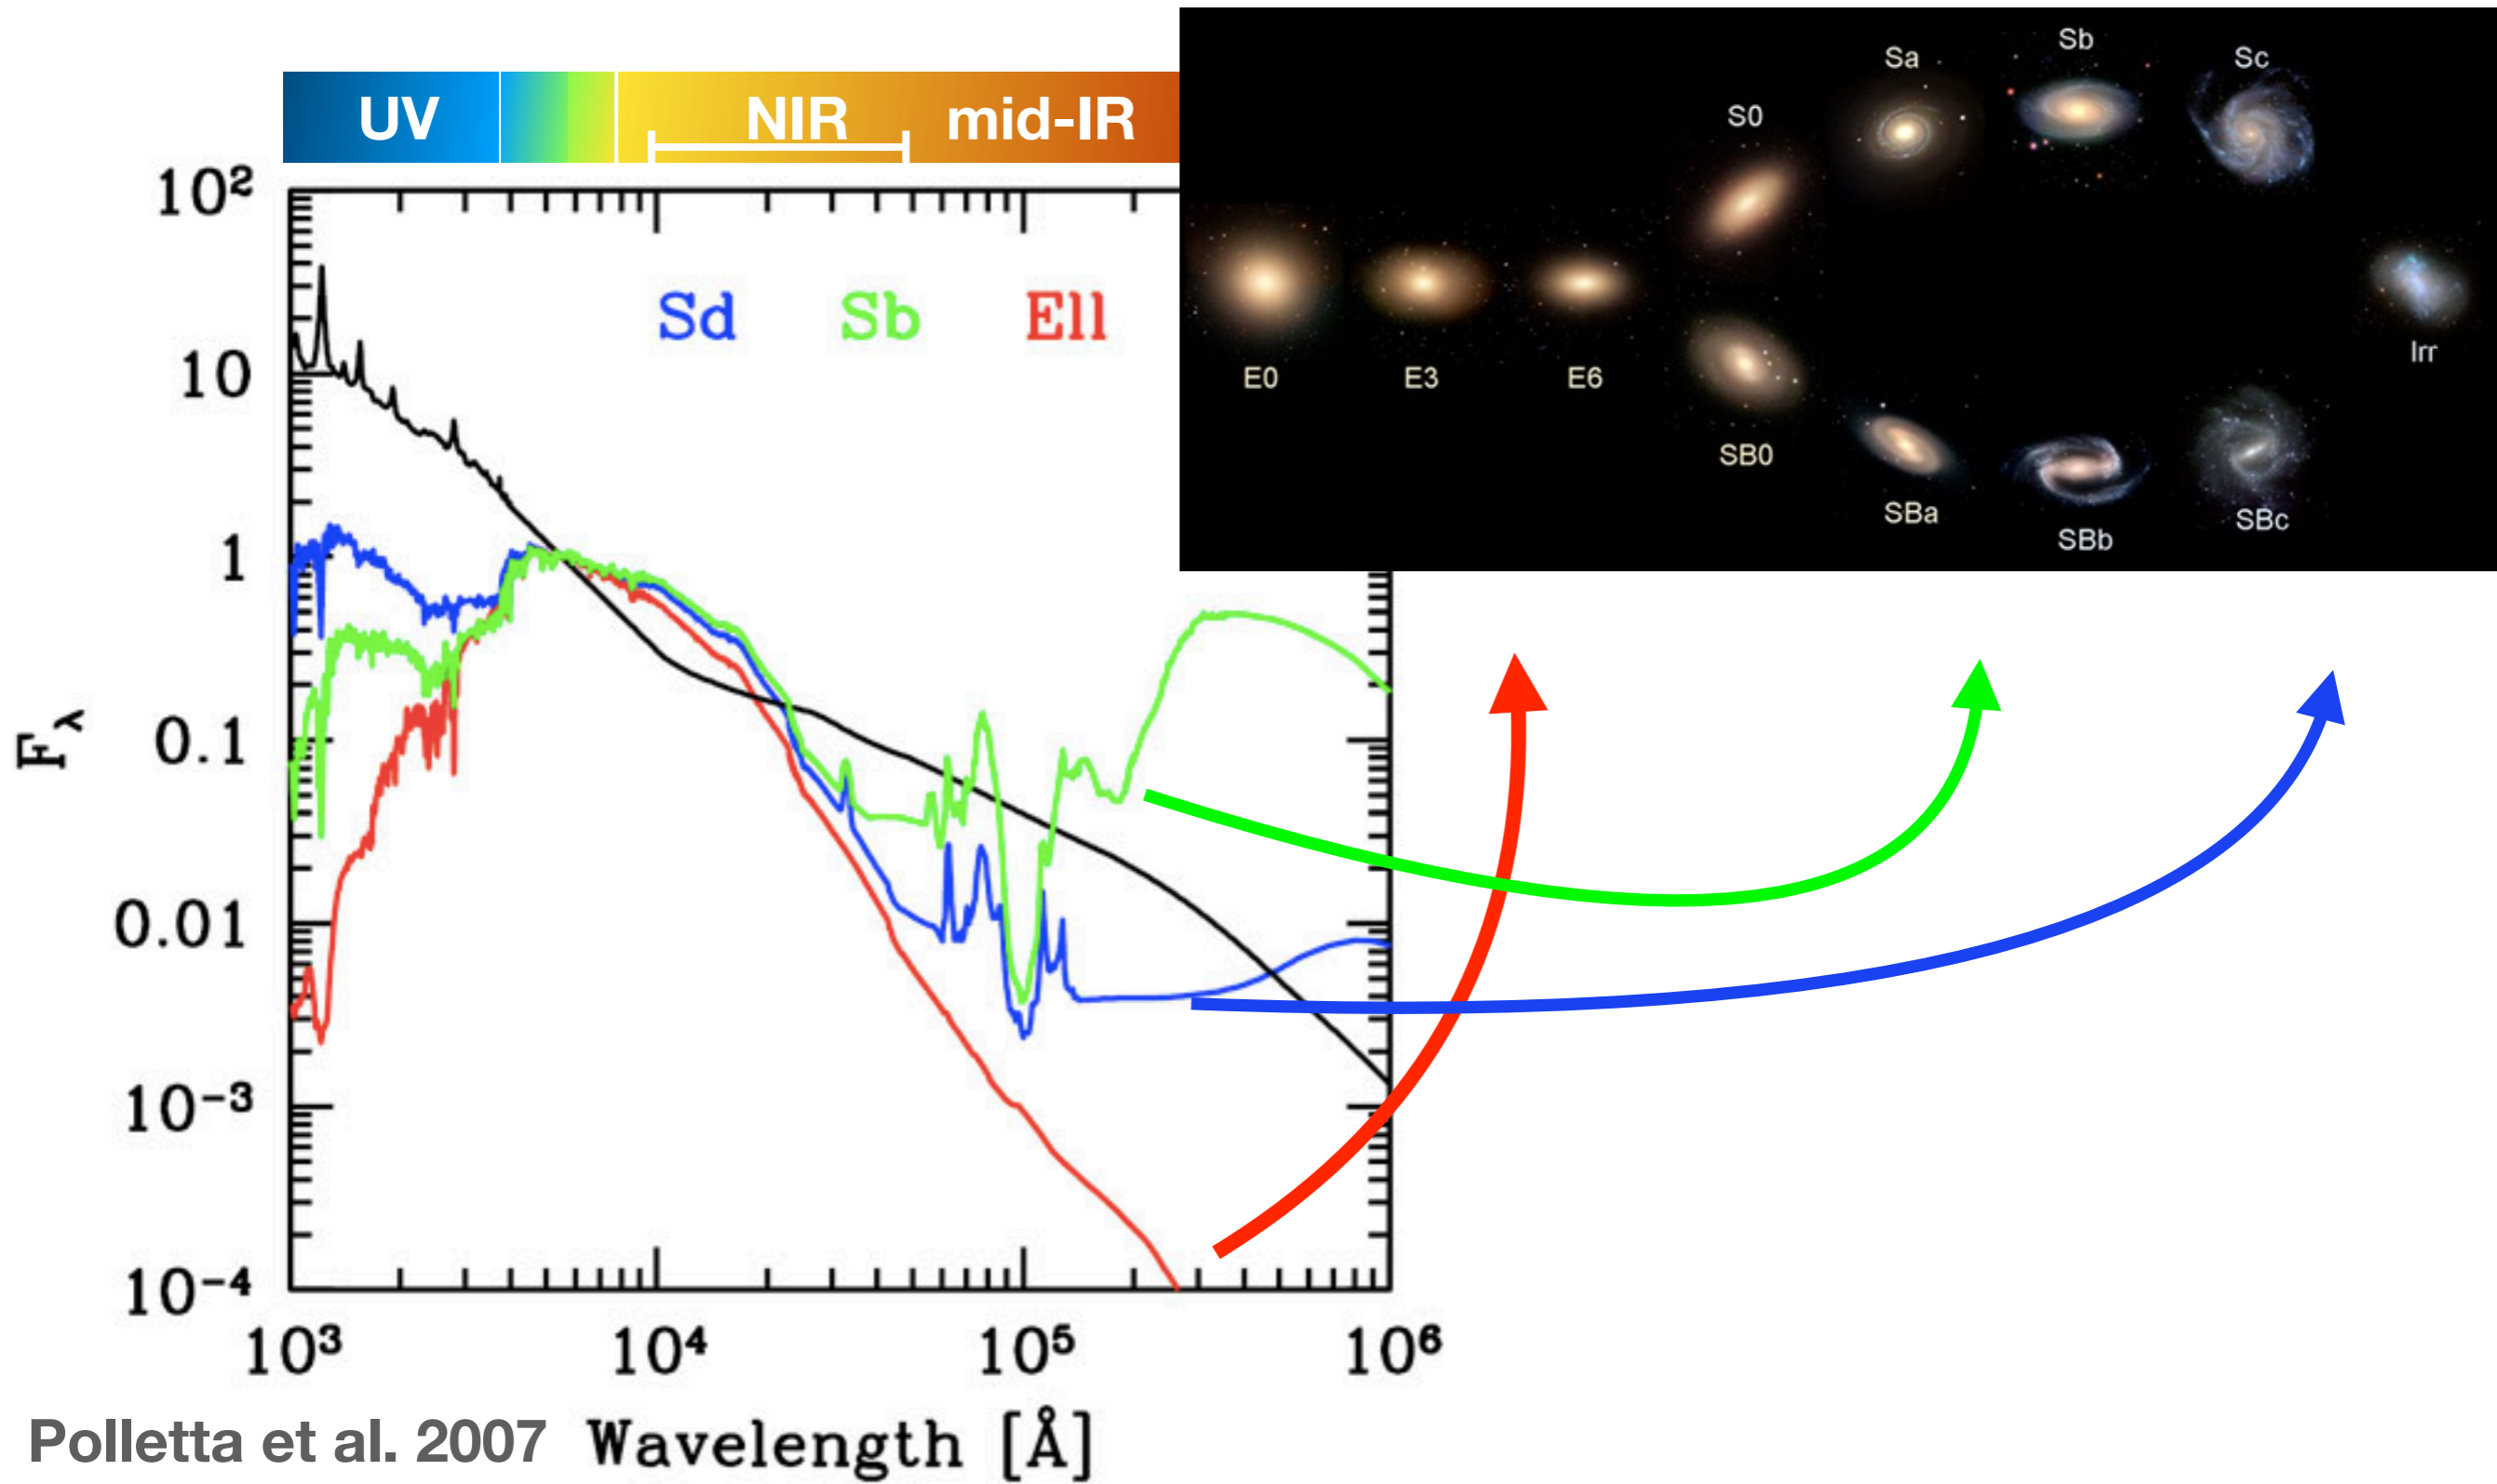 UV NIR mid-IR
Sa Sb Sc
S0
E0 E3 E6
Irr
SB0
SBa SBb SBc
Sd Sb Ell
10²
10
1
0.1
0.01
10⁻³
10⁻⁴
Fλ
10³ 10⁴ 10⁵ 10⁶
Wavelength [Å]
Polletta et al. 2007